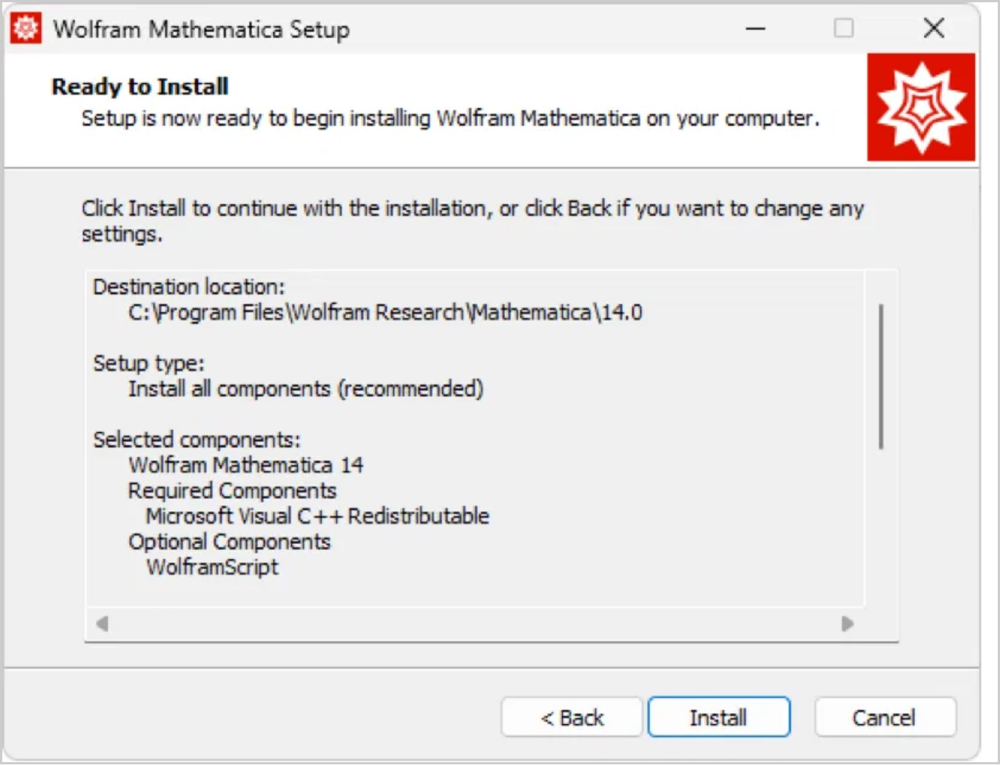 Wolfram Mathematica Setup
Ready to Install
Setup is now ready to begin installing Wolfram Mathematica on your computer.
Click Install to continue with the installation, or click Back if you want to change any
settings.
Destination location:
C:\Program Files\Wolfram Research\Mathematica\14.0
Setup type:
Install all components (recommended)
Selected components:
Wolfram Mathematica 14
Required Components
Microsoft Visual C++ Redistributable
Optional Components
WolframScript
< Back
Install
Cancel